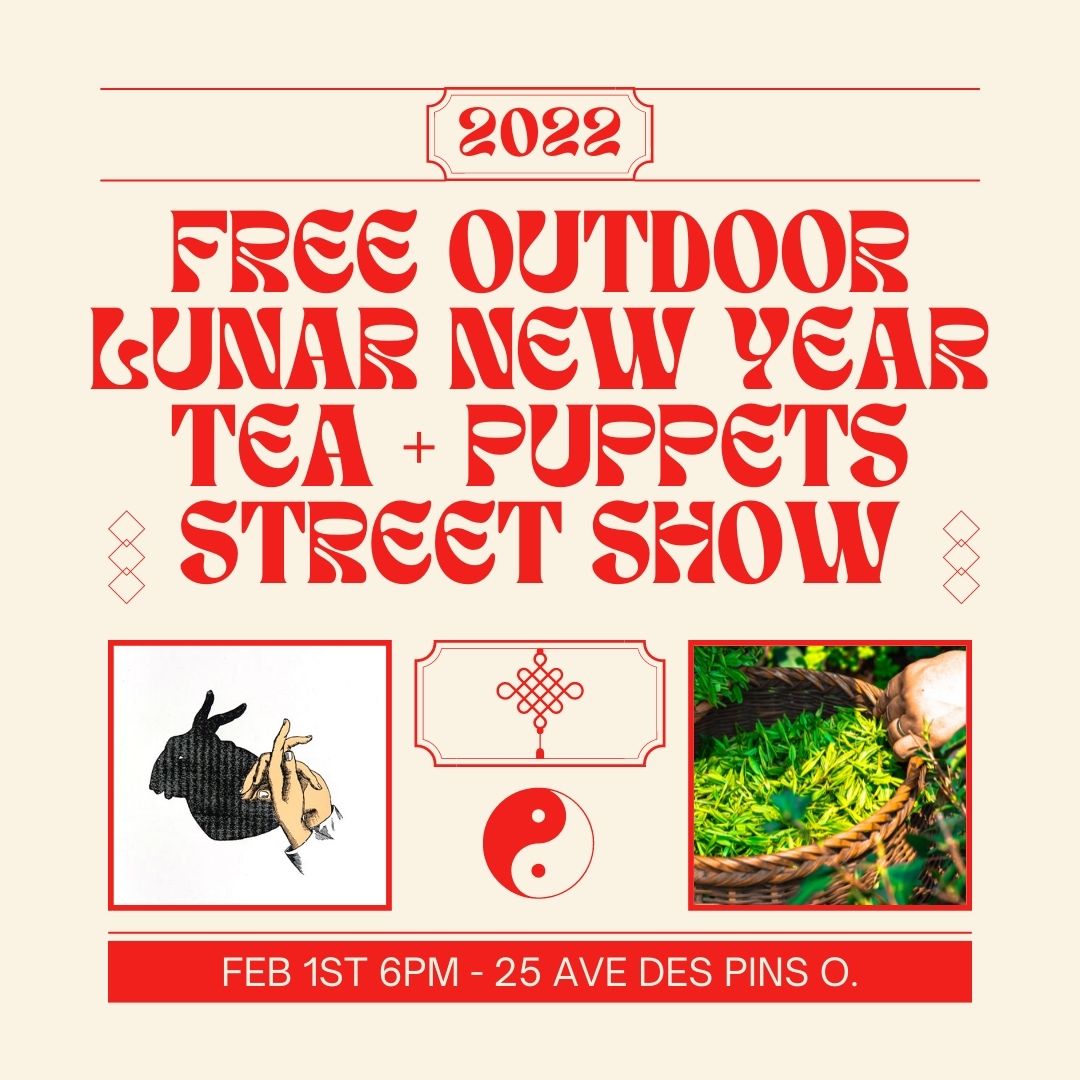 2022
FREE OUTDOOR
LUNAR NEW YEAR
TEA + PUPPETS
STREET SHOW
FEB 1ST 6PM - 25 AVE DES PINS O.